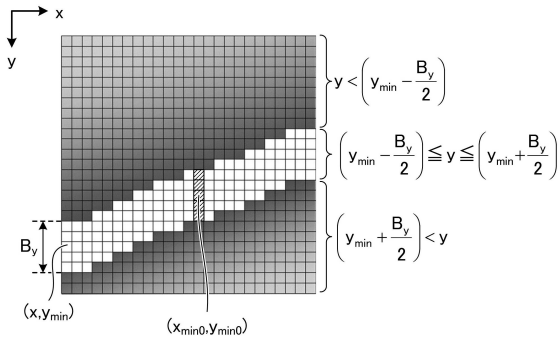 x
y
y < (y_min − B_y/2)
(y_min − B_y/2) ≦ y ≦ (y_min + B_y/2)
(y_min + B_y/2) < y
B_y
(x,y_min)
(x_min0,y_min0)